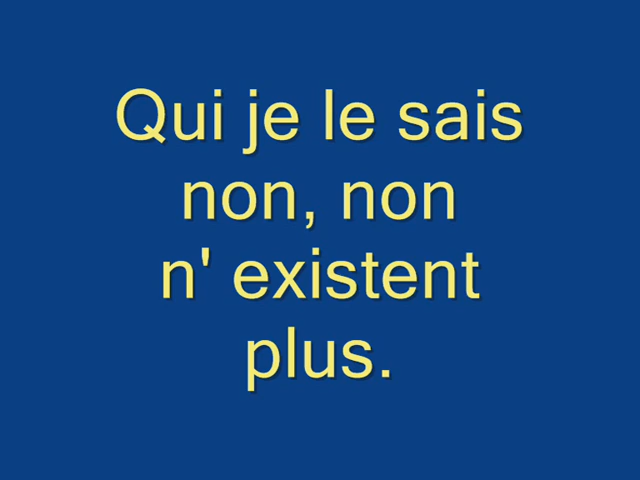 Qui je le sais
non, non
n' existent
plus.